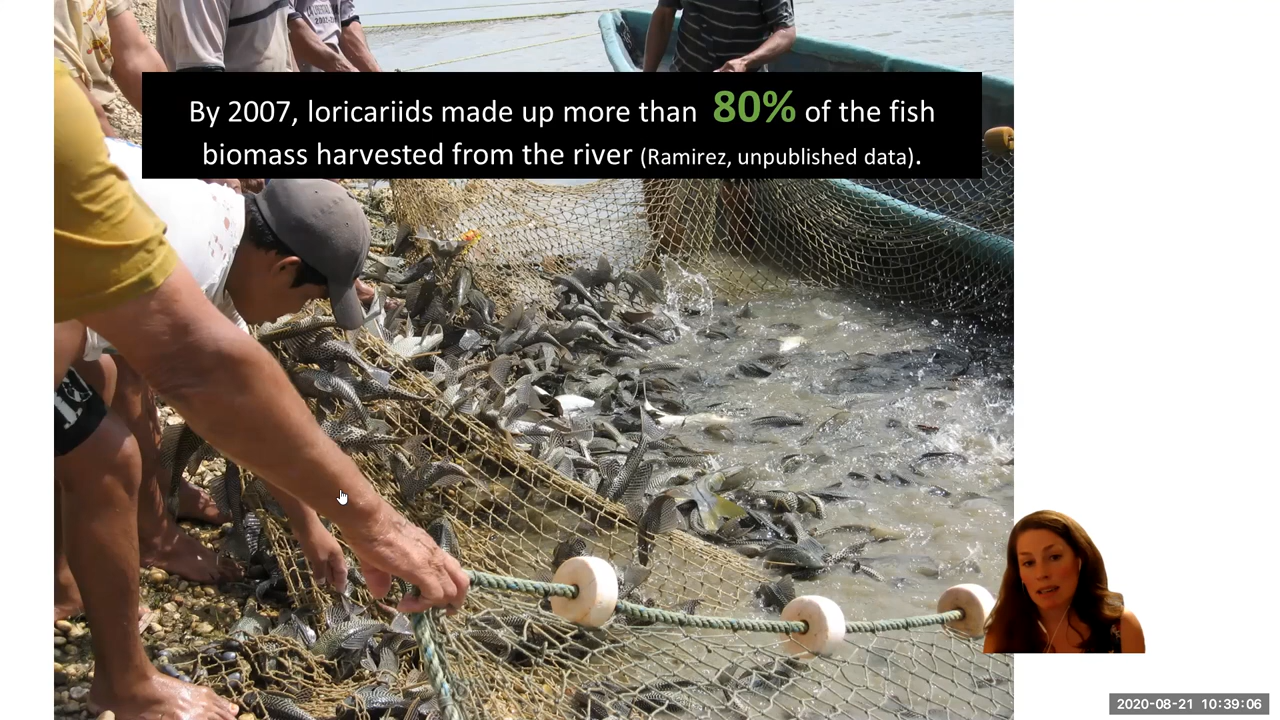 By 2007, loricariids made up more than 80% of the fish
biomass harvested from the river (Ramirez, unpublished data).
2020-08-21 10:39:06